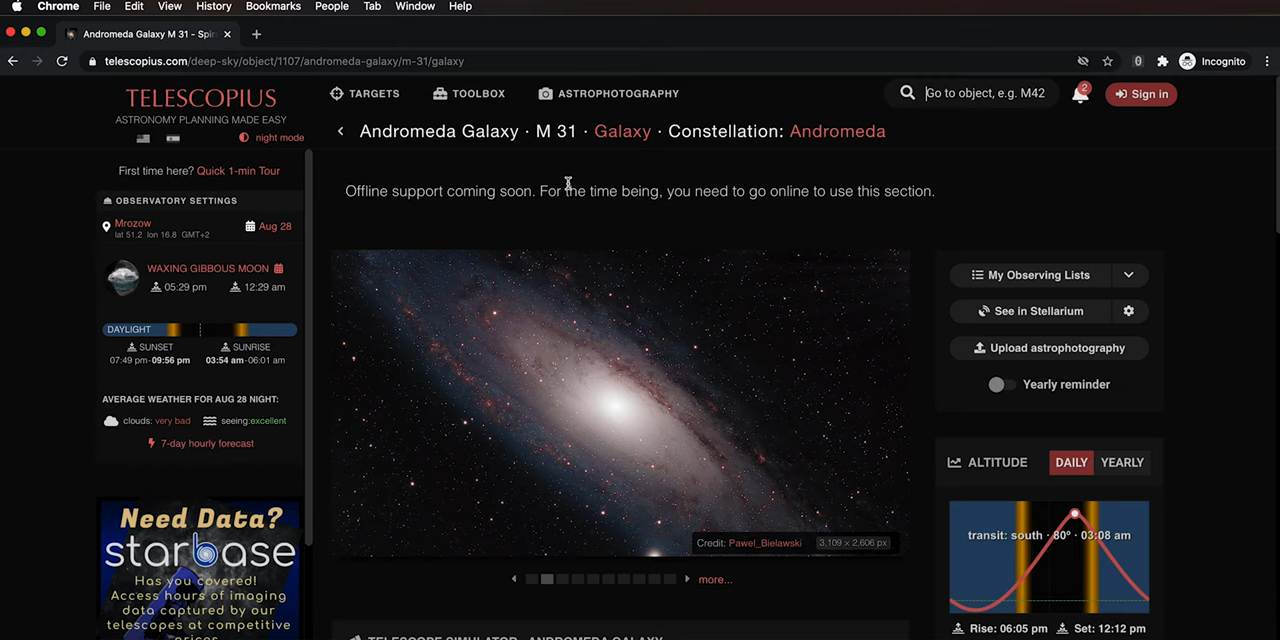 Chrome File Edit View History Bookmarks People Tab Window Help
Andromeda Galaxy M 31 - Spir
telescopius.com/deep-sky/object/1107/andromeda-galaxy/m-31/galaxy
Incognito
TELESCOPIUS
ASTRONOMY PLANNING MADE EASY
night mode
TARGETS TOOLBOX ASTROPHOTOGRAPHY
Go to object, e.g. M42
2
Sign in
Andromeda Galaxy · M 31 · Galaxy · Constellation: Andromeda
First time here? Quick 1-min Tour
OBSERVATORY SETTINGS
Mrozow
lat 51.2 lon 16.8 GMT+2
Aug 28
WAXING GIBBOUS MOON
05:29 pm 12:29 am
DAYLIGHT
SUNSET SUNRISE
07:49 pm-09:56 pm 03:54 am-06:01 am
AVERAGE WEATHER FOR AUG 28 NIGHT:
clouds: very bad seeing:excellent
7-day hourly forecast
Need Data?
starbase
Has you covered!
Access hours of imaging
data captured by our
telescopes at competitive
prices
Offline support coming soon. For the time being, you need to go online to use this section.
Credit: Pawel_Bielawski 3,109 × 2,606 px
more...
TELESCOPE SIMULATOR - ANDROMEDA GALAXY
My Observing Lists
See in Stellarium
Upload astrophotography
Yearly reminder
ALTITUDE DAILY YEARLY
transit: south · 80º · 03:08 am
Rise: 06:05 pm Set: 12:12 pm